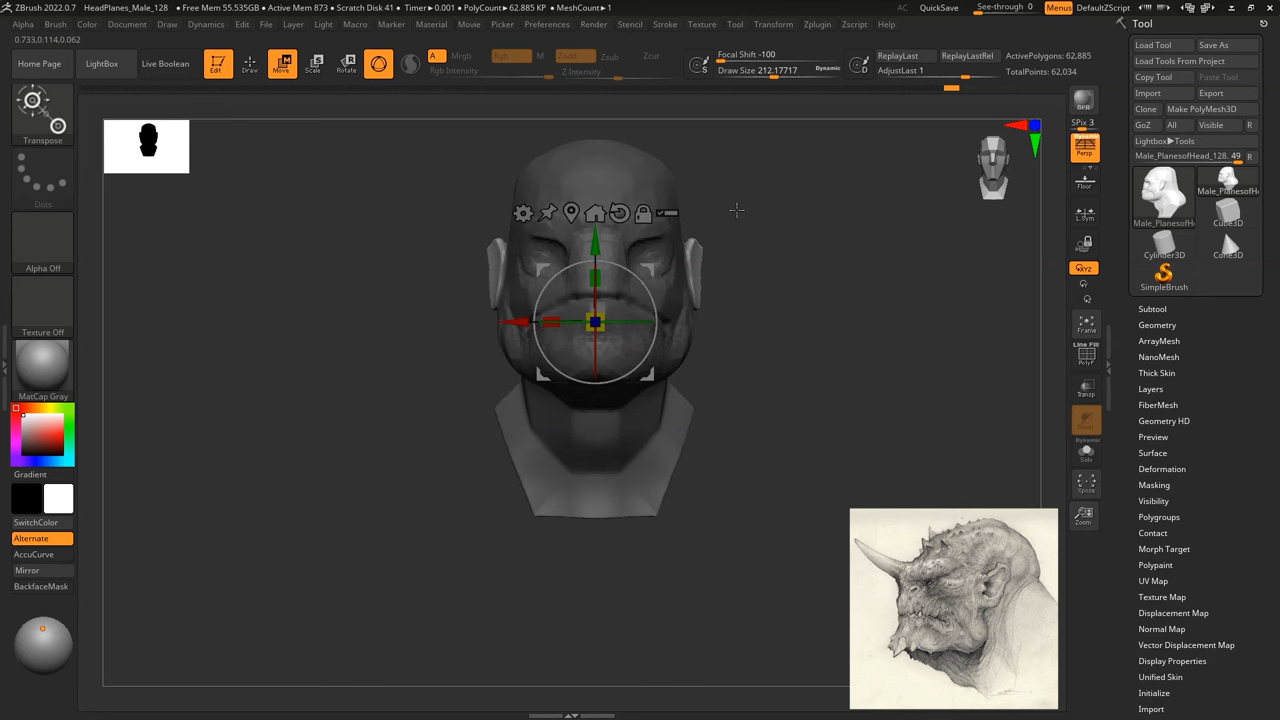 ZBrush 2022.0.7 HeadPlanes_Male_128 • Free Mem 55.535GB • Active Mem 873 • Scratch Disk 41 • Timer▶0.001 • PolyCount▶62.885 KP • MeshCount▶1 AC QuickSave See-through 0 Menus DefaultZScript
Alpha Brush Color Document Draw Dynamics Edit File Layer Light Macro Marker Material Movie Picker Preferences Render Stencil Stroke Texture Tool Transform Zplugin Zscript Help
Tool
0.733,0.114,0.062
Load Tool Save As
Load Tools From Project
Copy Tool Paste Tool
Import Export
Clone Make PolyMesh3D
GoZ All Visible R
Lightbox▶Tools
Male_PlanesofHead_128. 49 R
Male_PlanesofH
Male_PlanesofHe
Cube3D
Cylinder3D
Cone3D
SimpleBrush
Home Page LightBox Live Boolean Edit Draw Move Scale Rotate
A Mrgb Rgb M Zadd Zsub Zcut
Rgb Intensity Z Intensity
S
Focal Shift -100
Draw Size 212.17717 Dynamic
D
ReplayLast ReplayLastRel
AdjustLast 1
ActivePolygons: 62,885
TotalPoints: 62,034
Transpose
Dots
Alpha Off
Texture Off
MatCap Gray
Gradient
SwitchColor
Alternate
AccuCurve
Mirror
BackfaceMask
BPR
SPix 3
Dynamic
Persp
Floor
L.Sym
XYZ
Frame
Line Fill
PolyF
Transp
Dynamic
Solo
Xpose
Zoom
Subtool
Geometry
ArrayMesh
NanoMesh
Thick Skin
Layers
FiberMesh
Geometry HD
Preview
Surface
Deformation
Masking
Visibility
Polygroups
Contact
Morph Target
Polypaint
UV Map
Texture Map
Displacement Map
Normal Map
Vector Displacement Map
Display Properties
Unified Skin
Initialize
Import